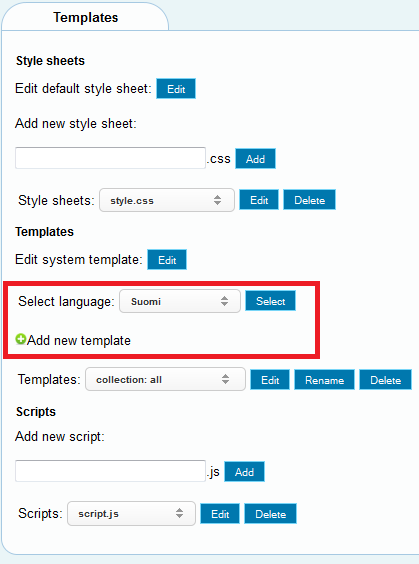 Templates
Style sheets
Edit default style sheet: Edit
Add new style sheet:
.css Add
Style sheets: style.css Edit Delete
Templates
Edit system template: Edit
Select language: Suomi Select
Add new template
Templates: collection: all Edit Rename Delete
Scripts
Add new script:
.js Add
Scripts: script.js Edit Delete